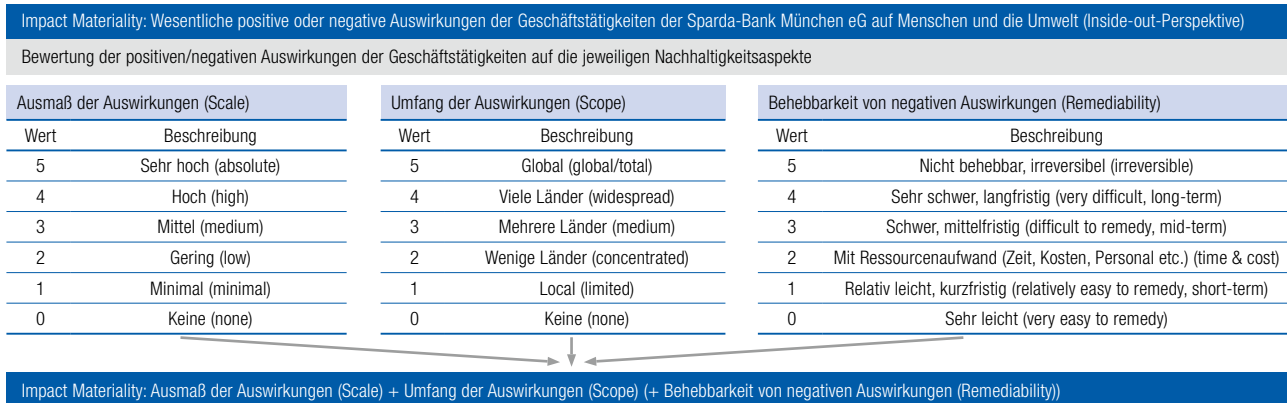 Impact Materiality: Wesentliche positive oder negative Auswirkungen der Geschäftstätigkeiten der Sparda-Bank München eG auf Menschen und die Umwelt (Inside-out-Perspektive)
Bewertung der positiven/negativen Auswirkungen der Geschäftstätigkeiten auf die jeweiligen Nachhaltigkeitsaspekte
Ausmaß der Auswirkungen (Scale)
Wert Beschreibung
5 Sehr hoch (absolute)
4 Hoch (high)
3 Mittel (medium)
2 Gering (low)
1 Minimal (minimal)
0 Keine (none)
Umfang der Auswirkungen (Scope)
Wert Beschreibung
5 Global (global/total)
4 Viele Länder (widespread)
3 Mehrere Länder (medium)
2 Wenige Länder (concentrated)
1 Local (limited)
0 Keine (none)
Behebbarkeit von negativen Auswirkungen (Remediability)
Wert Beschreibung
5 Nicht behebbar, irreversibel (irreversible)
4 Sehr schwer, langfristig (very difficult, long-term)
3 Schwer, mittelfristig (difficult to remedy, mid-term)
2 Mit Ressourcenaufwand (Zeit, Kosten, Personal etc.) (time & cost)
1 Relativ leicht, kurzfristig (relatively easy to remedy, short-term)
0 Sehr leicht (very easy to remedy)
Impact Materiality: Ausmaß der Auswirkungen (Scale) + Umfang der Auswirkungen (Scope) (+ Behebbarkeit von negativen Auswirkungen (Remediability))